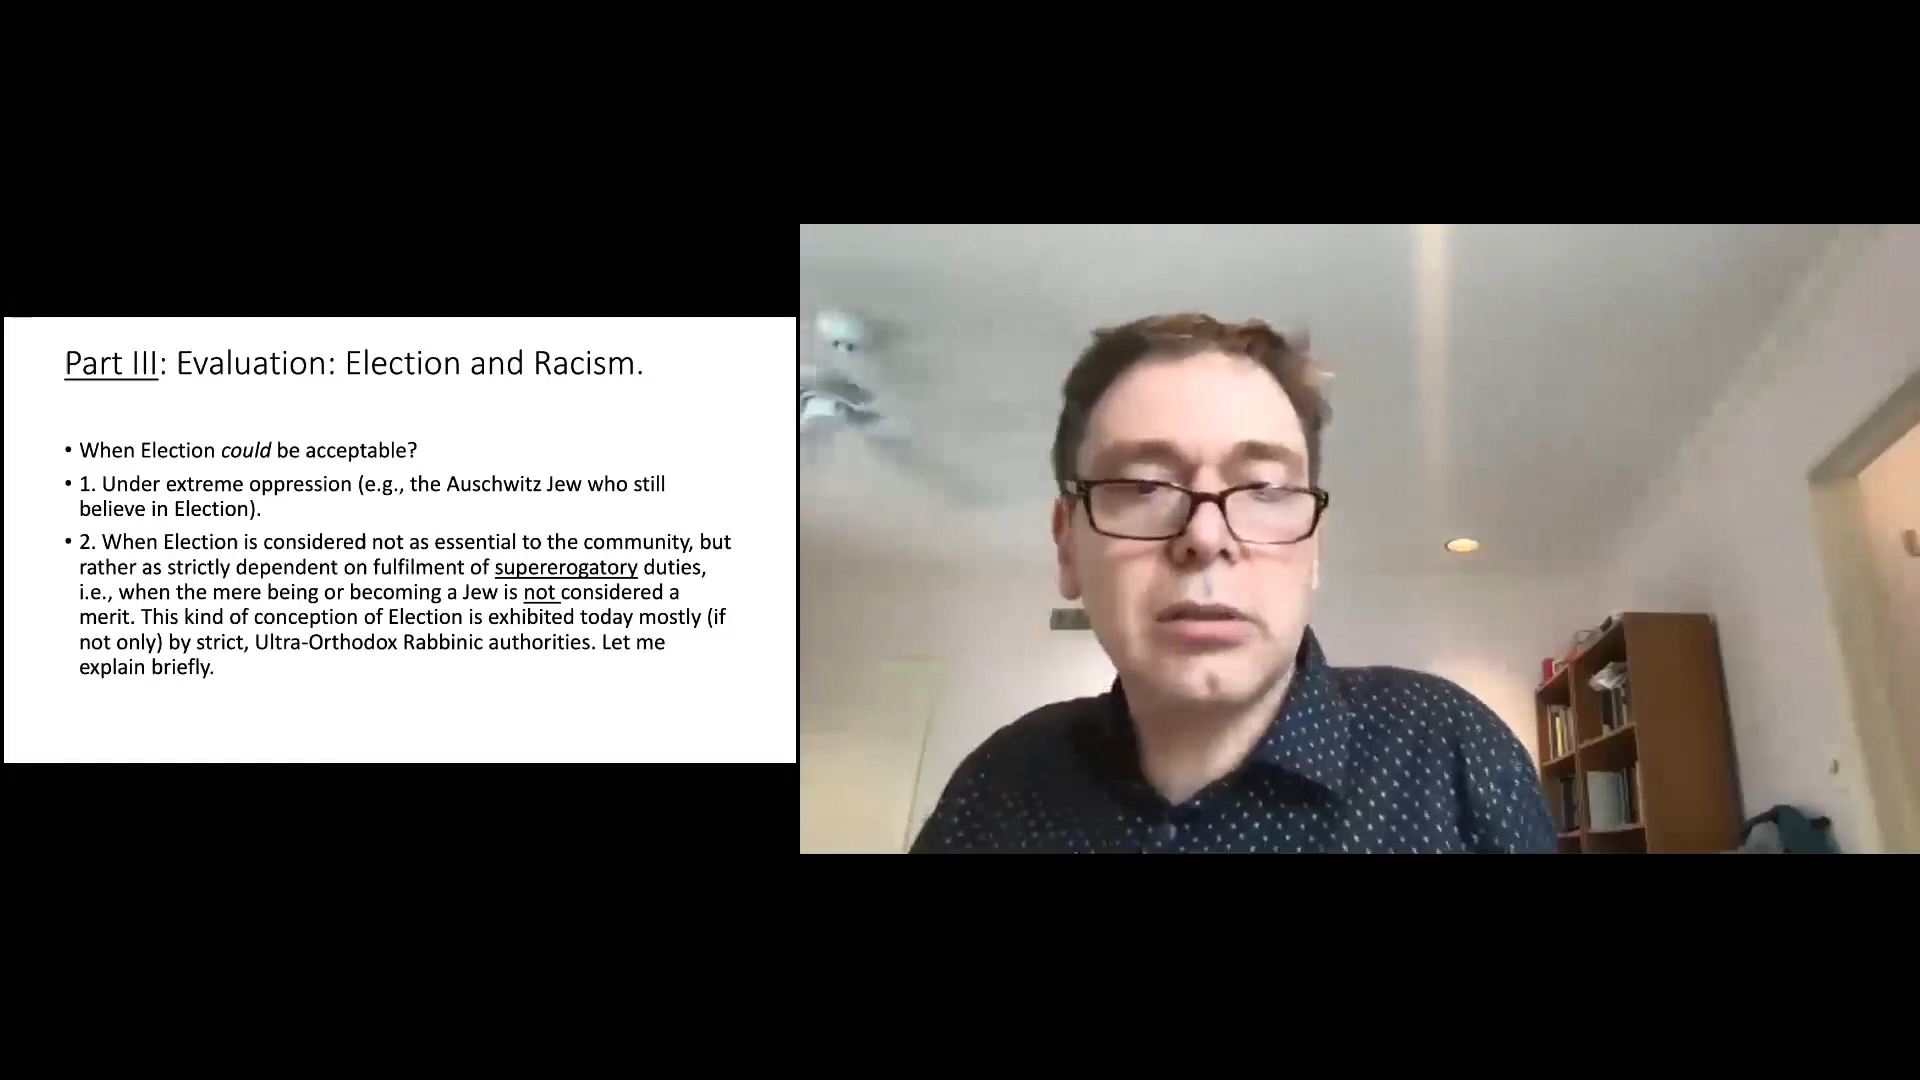 Part III: Evaluation: Election and Racism.
• When Election could be acceptable?
• 1. Under extreme oppression (e.g., the Auschwitz Jew who still
believe in Election).
• 2. When Election is considered not as essential to the community, but
rather as strictly dependent on fulfilment of supererogatory duties,
i.e., when the mere being or becoming a Jew is not considered a
merit. This kind of conception of Election is exhibited today mostly (if
not only) by strict, Ultra-Orthodox Rabbinic authorities. Let me
explain briefly.